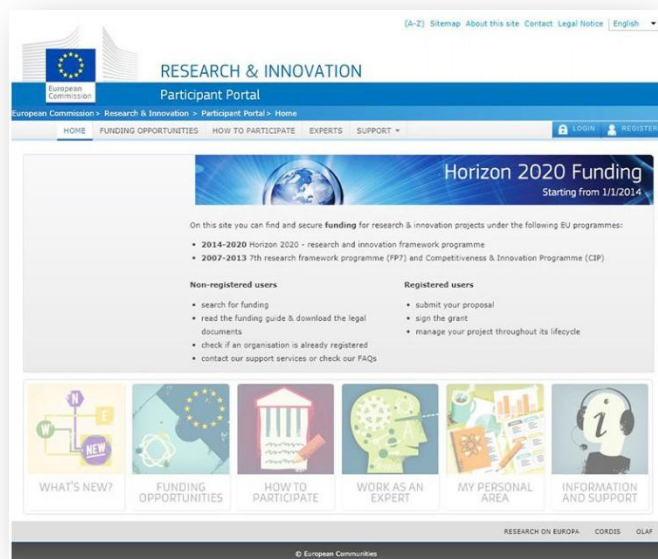 (A-Z) Sitemap About this site Contact Legal Notice English
European
Commission
RESEARCH & INNOVATION
Participant Portal
European Commission > Research & Innovation > Participant Portal > Home
HOME FUNDING OPPORTUNITIES HOW TO PARTICIPATE EXPERTS SUPPORT LOGIN REGISTER
Horizon 2020 Funding
Starting from 1/1/2014
On this site you can find and secure funding for research & innovation projects under the following EU programmes:
• 2014-2020 Horizon 2020 - research and innovation framework programme
• 2007-2013 7th research framework programme (FP7) and Competitiveness & Innovation Programme (CIP)
Non-registered users
• search for funding
• read the funding guide & download the legal
documents
• check if an organisation is already registered
• contact our support services or check our FAQs
Registered users
• submit your proposal
• sign the grant
• manage your project throughout its lifecycle
N
E
W
NEW
i
WHAT'S NEW?
FUNDING
OPPORTUNITIES
HOW TO
PARTICIPATE
WORK AS AN
EXPERT
MY PERSONAL
AREA
INFORMATION
AND SUPPORT
RESEARCH ON EUROPA CORDIS OLAF
© European Communities